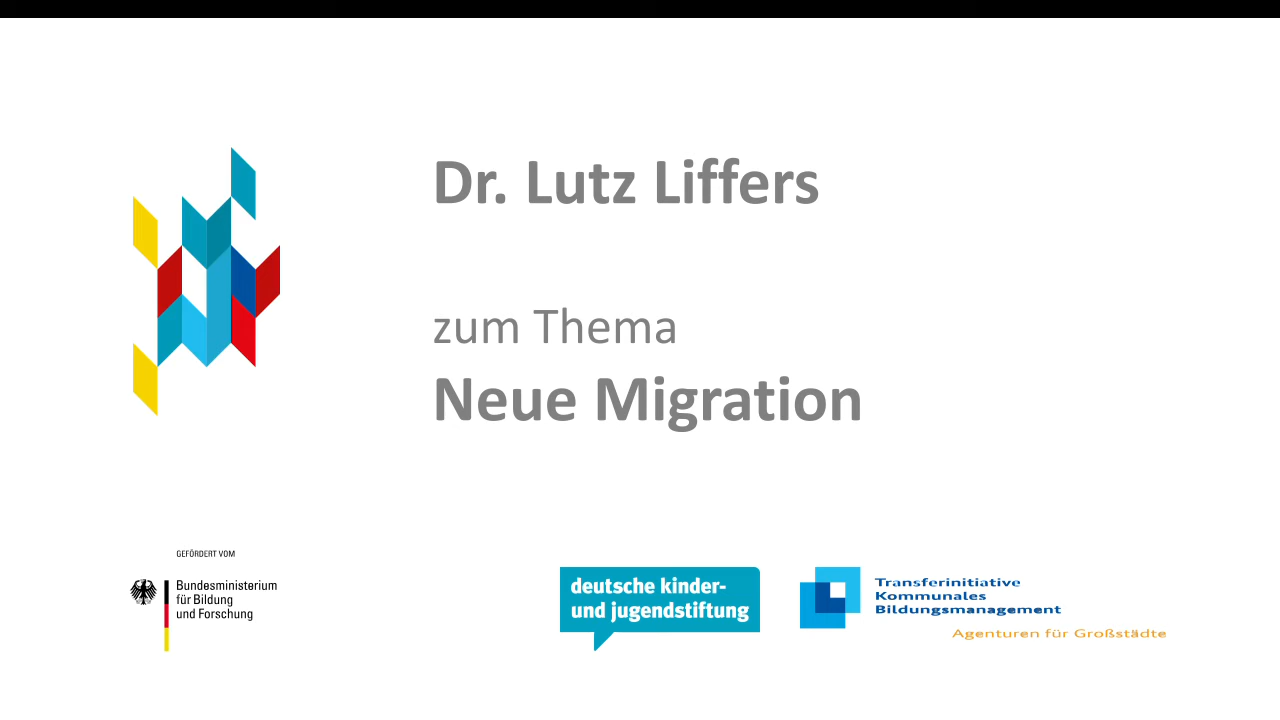 Dr. Lutz Liffers
zum Thema
Neue Migration
GEFÖRDERT VOM
Bundesministerium
für Bildung
und Forschung
deutsche kinder-
und jugendstiftung
Transferinitiative
Kommunales
Bildungsmanagement
Agenturen für Großstädte